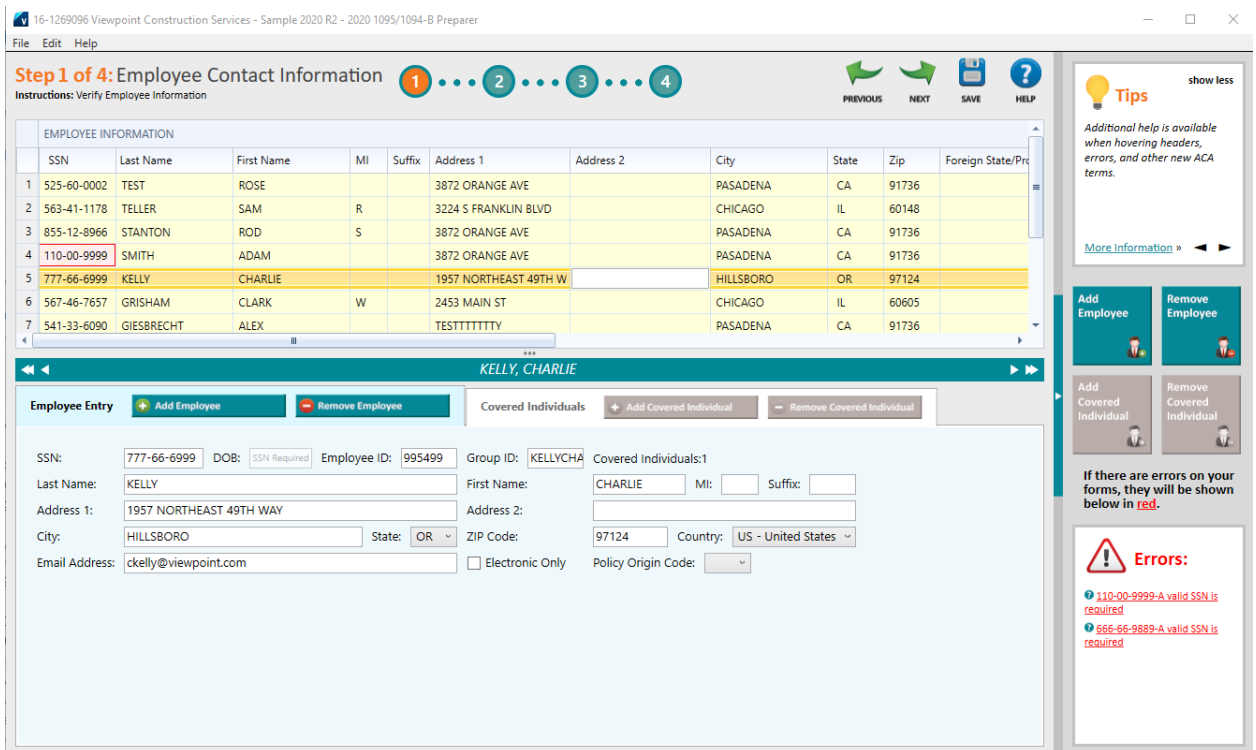 16-1269096 Viewpoint Construction Services - Sample 2020 R2 - 2020 1095/1094-B Preparer
File Edit Help
Step 1 of 4: Employee Contact Information 1 2 3 4
Instructions: Verify Employee Information
PREVIOUS NEXT SAVE HELP
EMPLOYEE INFORMATION
SSN Last Name First Name MI Suffix Address 1 Address 2 City State Zip Foreign State/Pro
1 525-60-0002 TEST ROSE 3872 ORANGE AVE PASADENA CA 91736
2 563-41-1178 TELLER SAM R 3224 S FRANKLIN BLVD CHICAGO IL 60148
3 855-12-8966 STANTON ROD S 3872 ORANGE AVE PASADENA CA 91736
4 110-00-9999 SMITH ADAM 3872 ORANGE AVE PASADENA CA 91736
5 777-66-6999 KELLY CHARLIE 1957 NORTHEAST 49TH W HILLSBORO OR 97124
6 567-46-7657 GRISHAM CLARK W 2453 MAIN ST CHICAGO IL 60605
7 541-33-6090 GIESBRECHT ALEX TESTTTTTTTY PASADENA CA 91736
KELLY, CHARLIE
Employee Entry Add Employee Remove Employee Covered Individuals Add Covered Individual Remove Covered Individual
SSN: 777-66-6999 DOB: SSN Required Employee ID: 995499 Group ID: KELLYCHA Covered Individuals:1
Last Name: KELLY First Name: CHARLIE MI: Suffix:
Address 1: 1957 NORTHEAST 49TH WAY Address 2:
City: HILLSBORO State: OR ZIP Code: 97124 Country: US - United States
Email Address: ckelly@viewpoint.com Electronic Only Policy Origin Code:
show less
Tips
Additional help is available
when hovering headers,
errors, and other new ACA
terms.
More Information »
Add
Employee
Remove
Employee
Add
Covered
Individual
Remove
Covered
Individual
If there are errors on your
forms, they will be shown
below in red.
Errors:
110-00-9999-A valid SSN is
required
666-66-9889-A valid SSN is
required